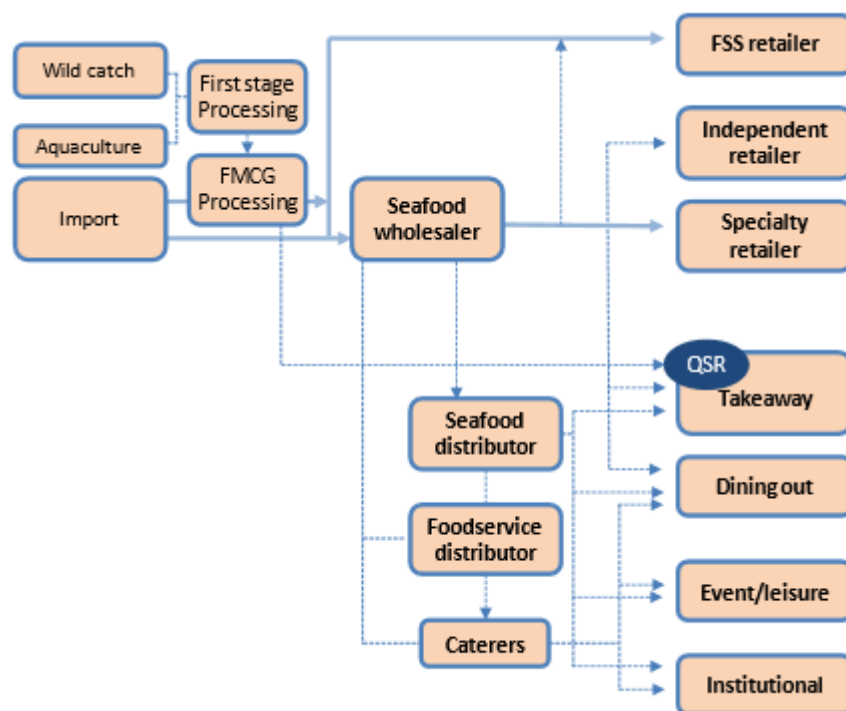 Wild catch
Aquaculture
Import
First stage
Processing
FMCG
Processing
Seafood
wholesaler
Seafood
distributor
Foodservice
distributor
Caterers
FSS retailer
Independent
retailer
Specialty
retailer
QSR
Takeaway
Dining out
Event/leisure
Institutional